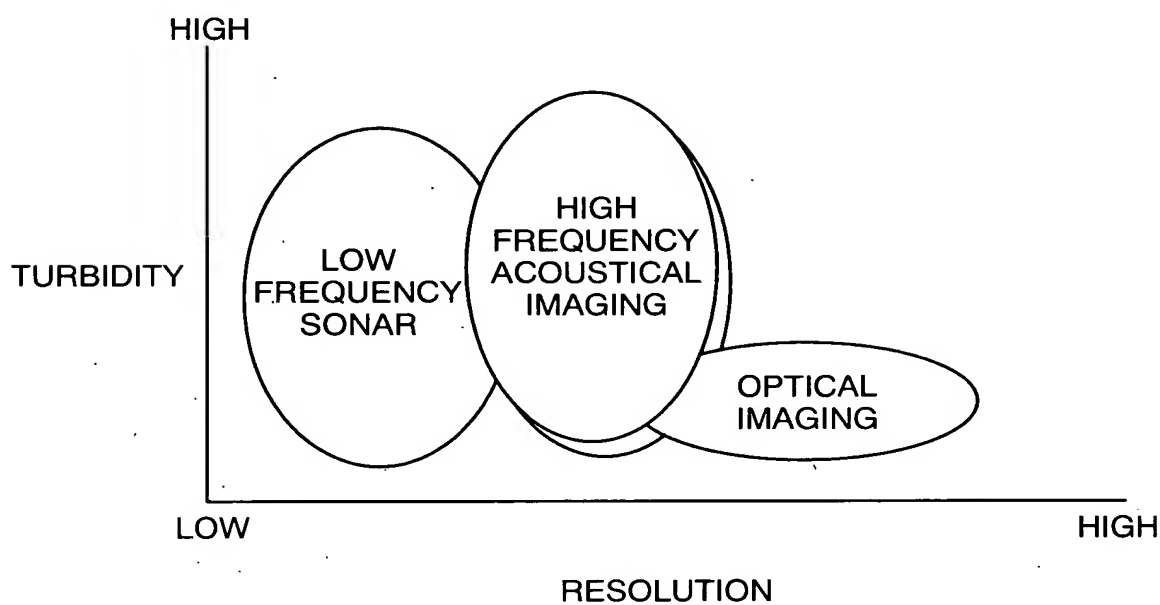 HIGH
TURBIDITY
LOW
FREQUENCY
SONAR
HIGH
FREQUENCY
ACOUSTICAL
IMAGING
OPTICAL
IMAGING
LOW
HIGH
RESOLUTION